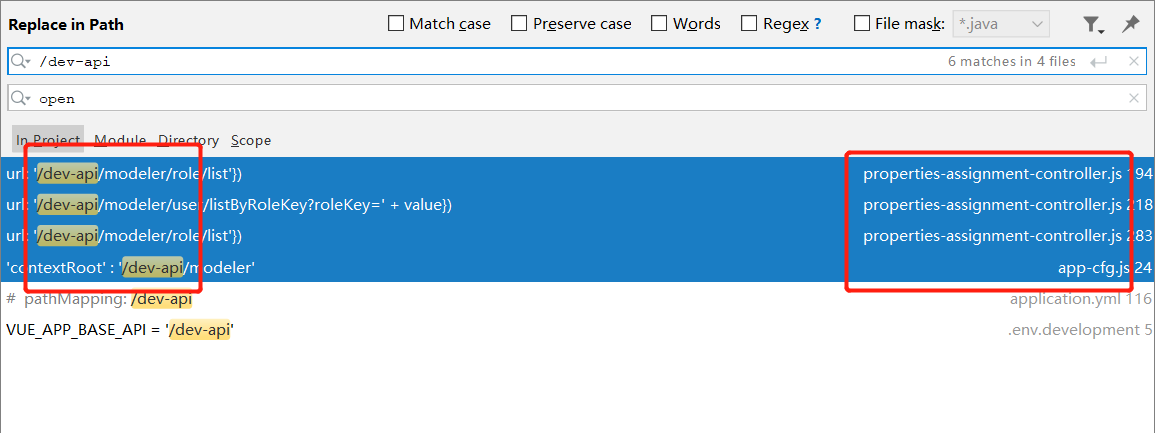 Replace in Path Match case Preserve case Words Regex ? File mask: *.java
/dev-api 6 matches in 4 files
open
In Project Module Directory Scope
url: '/dev-api/modeler/role/list'}) properties-assignment-controller.js 194
url: '/dev-api/modeler/user/listByRoleKey?roleKey=' + value}) properties-assignment-controller.js 218
url: '/dev-api/modeler/role/list'}) properties-assignment-controller.js 283
'contextRoot' : '/dev-api/modeler' app-cfg.js 24
# pathMapping: /dev-api application.yml 116
VUE_APP_BASE_API = '/dev-api' .env.development 5